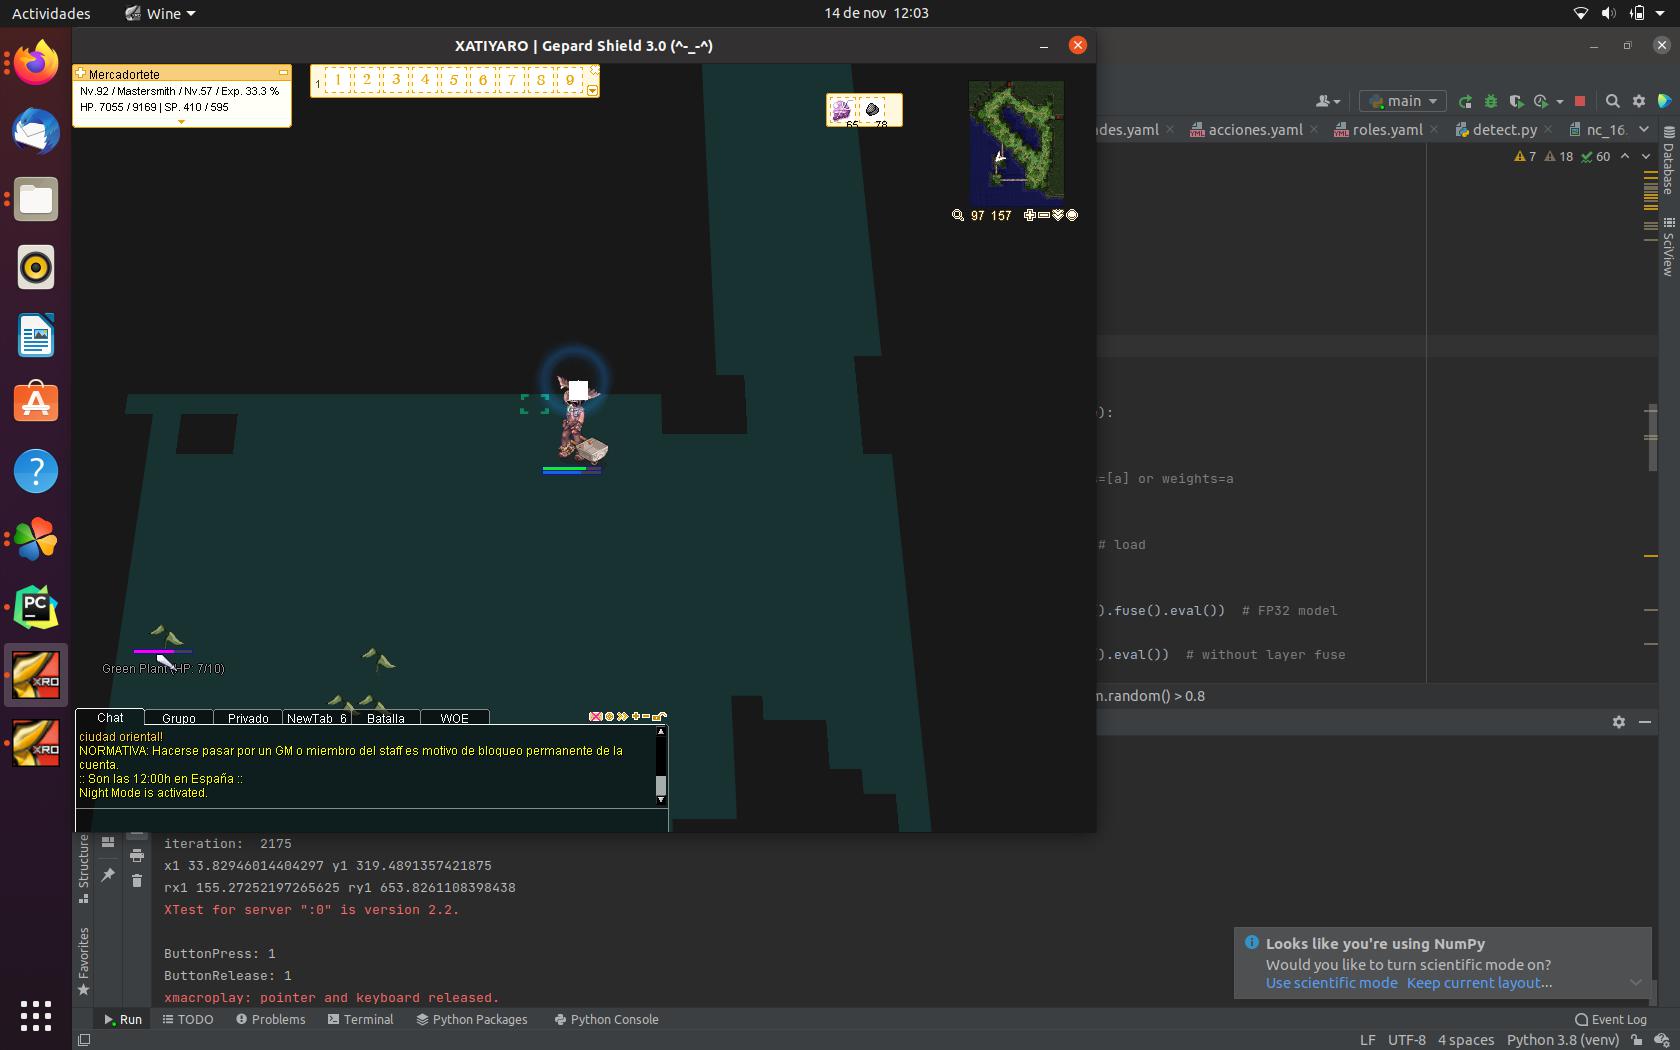 Actividades
Wine
14 de nov 12:03
XATIYARO | Gepard Shield 3.0 (^-_-^)
Mercadortete
Nv.92 / Mastersmith / Nv.57 / Exp. 33.3 %
HP. 7055 / 9169 | SP. 410 / 595
1
1 2 3 4 5 6 7 8 9
65 78
97 157
main
des.yaml
acciones.yaml
roles.yaml
detect.py
nc_16.
7 18 60
Database
SciView
):
=[a] or weights=a
# load
).fuse().eval()) # FP32 model
).eval()) # without layer fuse
m.random() > 0.8
Green Plant (HP: 7/10)
Chat
Grupo
Privado
NewTab 6
Batalla
WOE
ciudad oriental!
NORMATIVA: Hacerse pasar por un GM o miembro del staff es motivo de bloqueo permanente de la
cuenta.
:: Son las 12:00h en España ::
Night Mode is activated.
PC
XRO
XRO
Structure
Favorites
iteration: 2175
x1 33.82946014404297 y1 319.4891357421875
rx1 155.27252197265625 ry1 653.8261108398438
XTest for server ":0" is version 2.2.
ButtonPress: 1
ButtonRelease: 1
xmacroplay: pointer and keyboard released.
Looks like you're using NumPy
Would you like to turn scientific mode on?
Use scientific mode Keep current layout...
Run
TODO
Problems
Terminal
Python Packages
Python Console
Event Log
LF UTF-8 4 spaces Python 3.8 (venv)